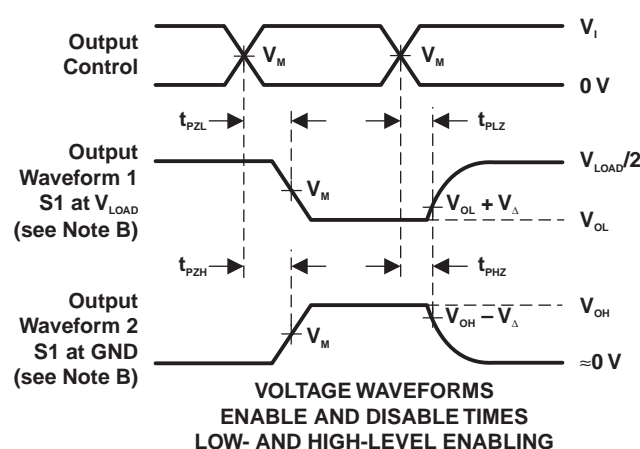 Output
Control
V_M
V_M
V_I
0 V
t_PZL
t_PLZ
Output
Waveform 1
S1 at V_LOAD
(see Note B)
V_M
V_OL + V_Δ
V_LOAD/2
V_OL
t_PZH
t_PHZ
Output
Waveform 2
S1 at GND
(see Note B)
V_M
V_OH – V_Δ
V_OH
≈0 V
VOLTAGE WAVEFORMS
ENABLE AND DISABLE TIMES
LOW- AND HIGH-LEVEL ENABLING